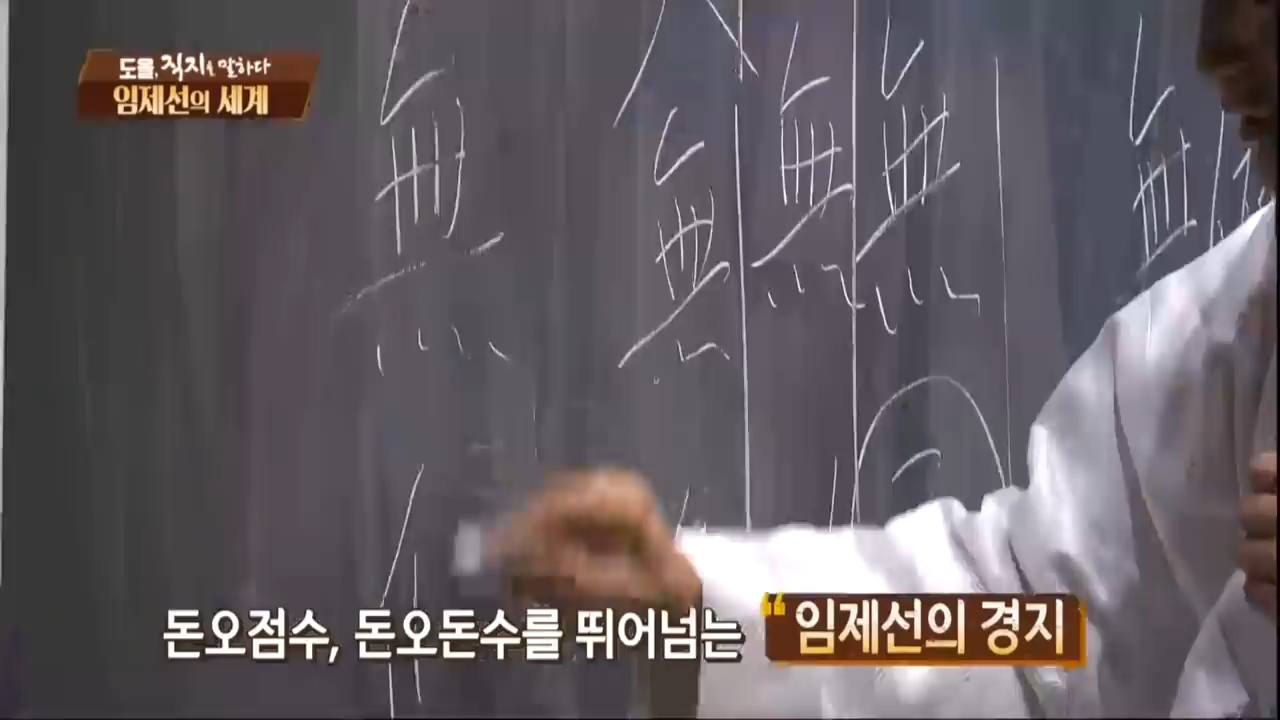 도올, 직지를 말하다
임제선의 세계
無 無 無 無 無
돈오점수, 돈오돈수를 뛰어넘는 “임제선의 경지